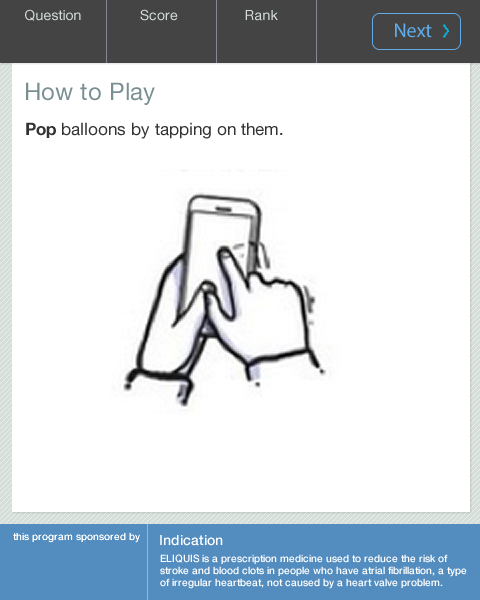 Question Score Rank Next
How to Play
Pop balloons by tapping on them.
this program sponsored by
Indication
ELIQUIS is a prescription medicine used to reduce the risk of
stroke and blood clots in people who have atrial fibrillation, a type
of irregular heartbeat, not caused by a heart valve problem.